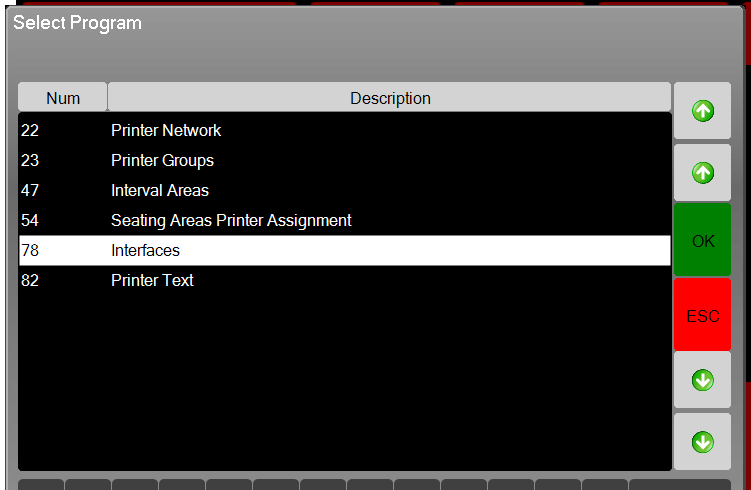 Select Program
Num Description
22 Printer Network
23 Printer Groups
47 Interval Areas
54 Seating Areas Printer Assignment
78 Interfaces
82 Printer Text
OK
ESC